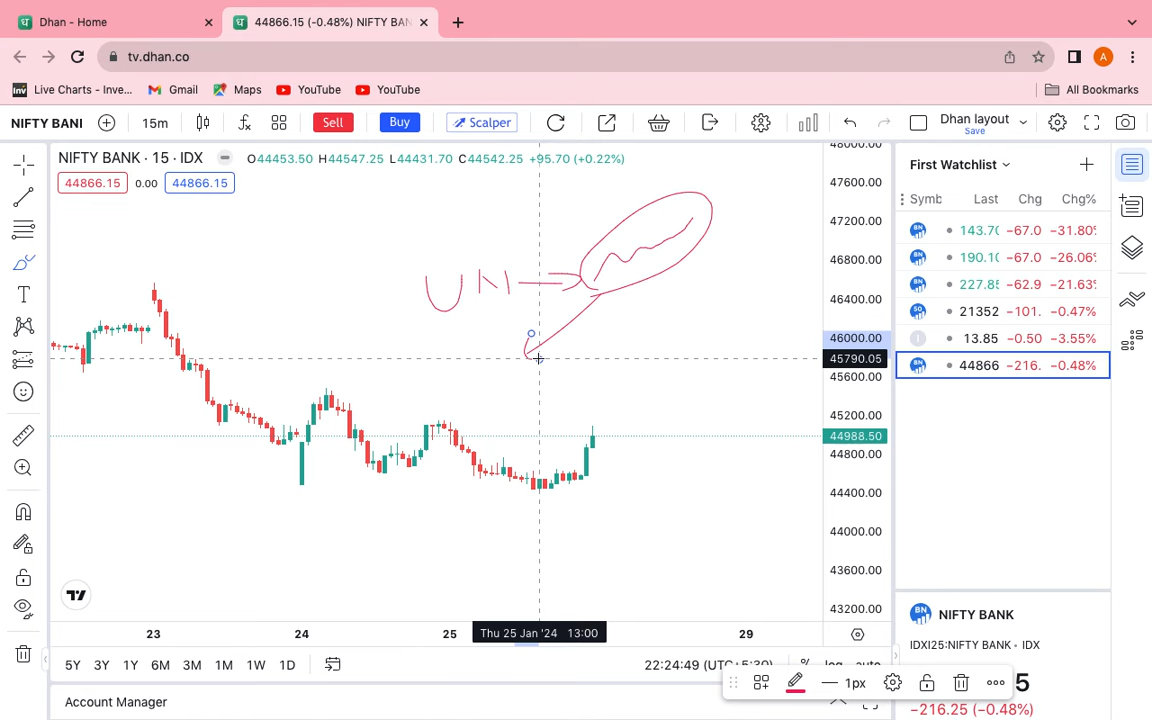 Dhan - Home
44866.15 (-0.48%) NIFTY BAN
tv.dhan.co
A
Inv Live Charts - Inve...
Gmail
Maps
YouTube
YouTube
All Bookmarks
NIFTY BANI
15m
Sell
Buy
Scalper
Dhan layout
Save
NIFTY BANK · 15 · IDX
O44453.50 H44547.25 L44431.70 C44542.25 +95.70 (+0.22%)
44866.15 0.00 44866.15
48000.00
47600.00
47200.00
46800.00
46400.00
46000.00
45790.05
45600.00
45200.00
44988.50
44800.00
44400.00
44000.00
43600.00
43200.00
23 24 25 Thu 25 Jan '24 13:00 29
5Y 3Y 1Y 6M 3M 1M 1W 1D
22:24:49 (UTC+5:30) % log auto
1px
Account Manager
First Watchlist
Symb Last Chg Chg%
143.70 −67.0 −31.80%
190.10 −67.0 −26.06%
227.85 −62.9 −21.63%
50 21352 −101. −0.47%
I 13.85 −0.50 −3.55%
44866 −216. −0.48%
BN NIFTY BANK
IDXI25:NIFTY BANK · IDX
5
−216.25 (−0.48%)